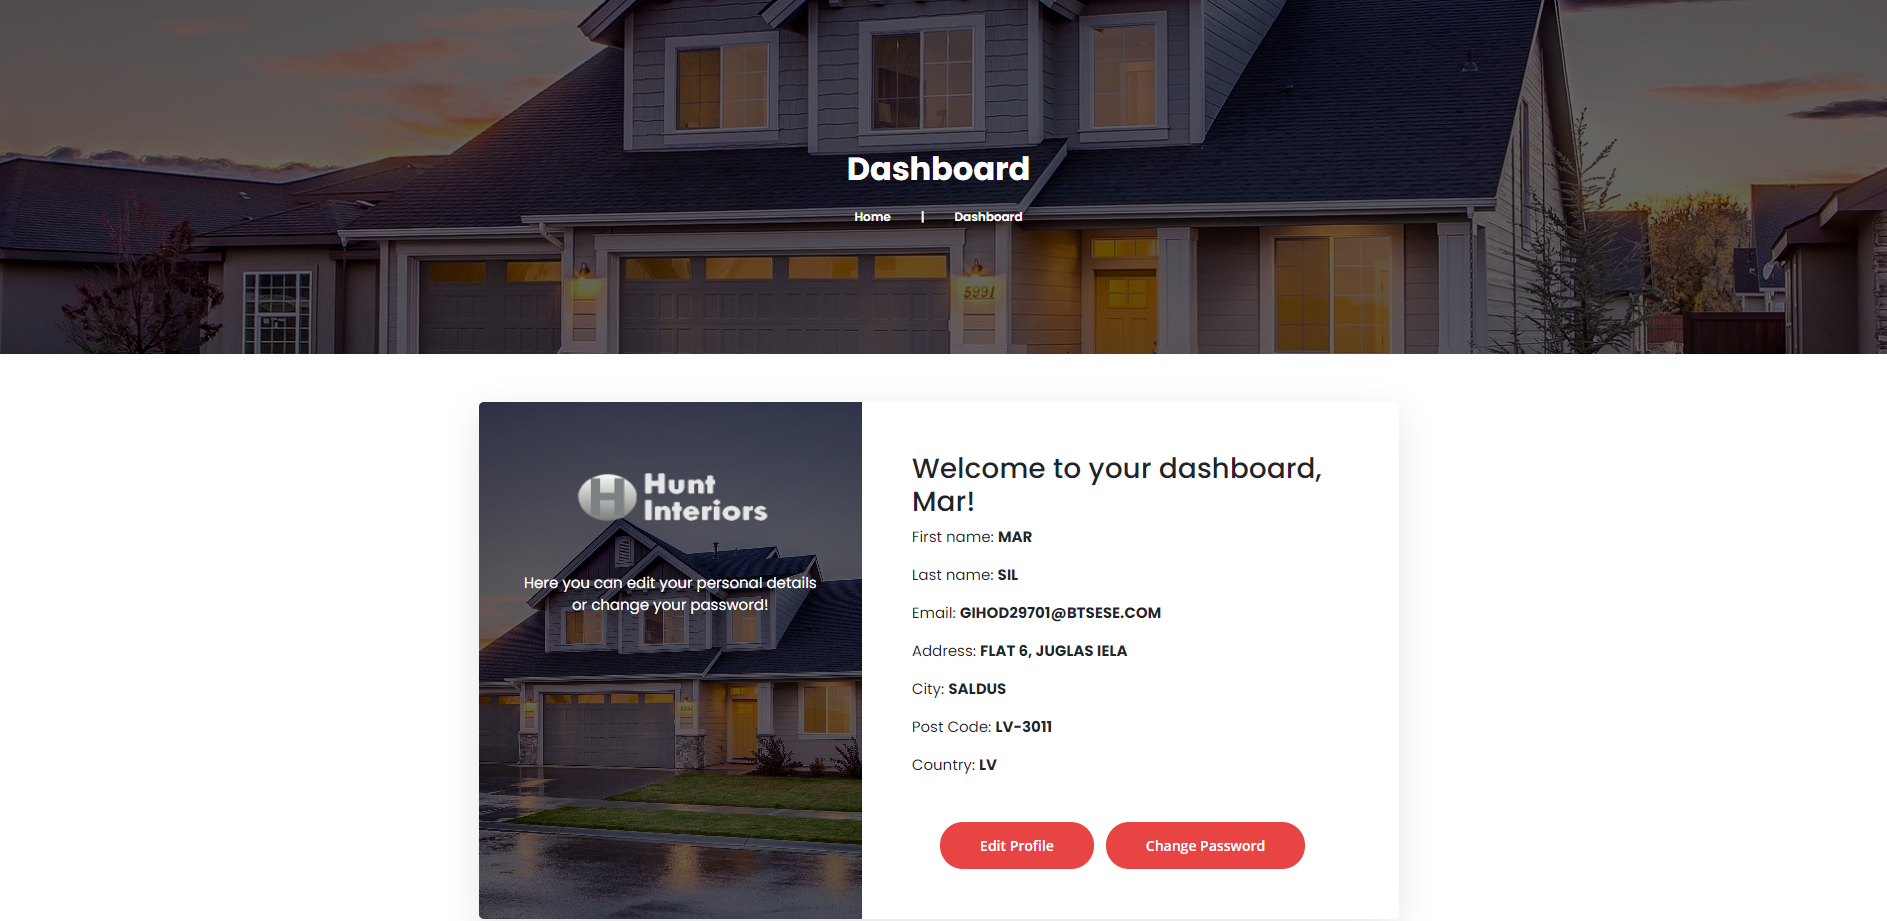 Dashboard
Home | Dashboard
5991
Hunt
Interiors
Here you can edit your personal details
or change your password!
Welcome to your dashboard,
Mar!
First name: MAR
Last name: SIL
Email: GIHOD29701@BTSESE.COM
Address: FLAT 6, JUGLAS IELA
City: SALDUS
Post Code: LV-3011
Country: LV
Edit Profile Change Password